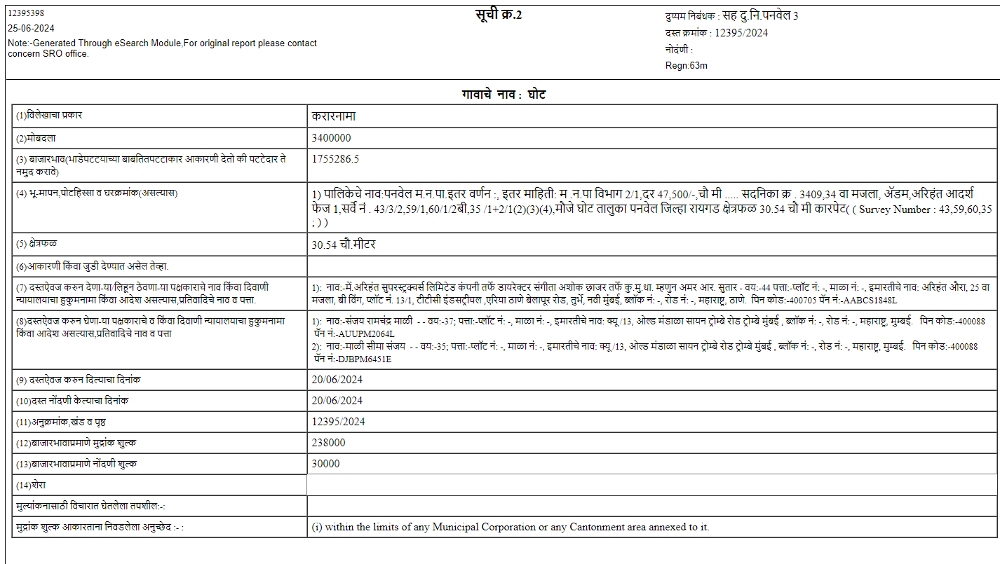 12395398
सूची क्र.2
दुय्यम निबंधक : सह दु.नि.पनवेल 3
25-06-2024
दस्त क्रमांक : 12395/2024
Note:-Generated Through eSearch Module,For original report please contact
concern SRO office.
नोदंणी :
Regn:63m
गावाचे नाव : घोट
(1)विलेखाचा प्रकार
करारनामा
(2)मोबदला
3400000
(3) बाजारभाव(भाडेपटटयाच्या बाबतितपटटाकार आकारणी देतो की पटटेदार ते
नमुद करावे)
1755286.5
(4) भू-मापन,पोटहिस्सा व घरक्रमांक(असल्यास)
1) पालिकेचे नाव:पनवेल म.न.पा.इतर वर्णन :, इतर माहिती: म .न.पा विभाग 2/1,दर 47,500/-,चौ मी ..... सदनिका क्र . 3409,34 वा मजला, ॲडम,अरिहंत आदर्श
फेज 1,सर्वे नं . 43/3/2,59/1,60/1/2बी,35 /1+2/1(2)(3)(4),मौजे घोट तालुका पनवेल जिल्हा रायगड क्षेत्रफळ 30.54 चौ मी कारपेट( ( Survey Number : 43,59,60,35
; ) )
(5) क्षेत्रफळ
30.54 चौ.मीटर
(6)आकारणी किंवा जुडी देण्यात असेल तेव्हा.
(7) दस्तऐवज करुन देणा-या/लिहून ठेवणा-या पक्षकाराचे नाव किंवा दिवाणी
न्यायालयाचा हुकुमनामा किंवा आदेश असल्यास,प्रतिवादिचे नाव व पत्ता.
1): नाव:-में.अरिहंत सुपरस्ट्रक्चर्स लिमिटेड कंपनी तर्फे डायरेक्टर संगीता अशोक छाजर तर्फे कु.मु.धा. म्हणुन अमर आर. सुतार - वय:-44 पत्ता:-प्लॉट नं: -, माळा नं: -, इमारतीचे नाव: अरिहंत औरा, 25 वा
मजला, बी विंग, प्लॉट नं. 13/1, टीटीसी इंडसट्रीयल ,एरिया ठाणे बेलापूर रोड, तुर्भे, नवी मुंबई, ब्लॉक नं: -, रोड नं: -, महाराष्ट्र, ठाणे. पिन कोड:-400705 पॅन नं:-AABCS1848L
(8)दस्तऐवज करुन घेणा-या पक्षकाराचे व किंवा दिवाणी न्यायालयाचा हुकुमनामा
किंवा आदेश असल्यास,प्रतिवादिचे नाव व पत्ता
1): नाव:-संजय रामचंद्र माळी - - वय:-37; पत्ता:-प्लॉट नं: -, माळा नं: -, इमारतीचे नाव: क्यू /13, ओल्ड मंडाळा सायन ट्रोम्बे रोड ट्रोम्बे मुंबई , ब्लॉक नं: -, रोड नं: -, महाराष्ट्र, मुम्बई. पिन कोड:-400088
पॅन नं:-AUUPM2064L
2): नाव:-माळी सीमा संजय - - वय:-35; पत्ता:-प्लॉट नं: -, माळा नं: -, इमारतीचे नाव: क्यू /13, ओल्ड मंडाळा सायन ट्रोम्बे रोड ट्रोम्बे मुंबई , ब्लॉक नं: -, रोड नं: -, महाराष्ट्र, मुम्बई. पिन कोड:-400088
पॅन नं:-DJBPM6451E
(9) दस्तऐवज करुन दिल्याचा दिनांक
20/06/2024
(10)दस्त नोंदणी केल्याचा दिनांक
20/06/2024
(11)अनुक्रमांक,खंड व पृष्ठ
12395/2024
(12)बाजारभावाप्रमाणे मुद्रांक शुल्क
238000
(13)बाजारभावाप्रमाणे नोंदणी शुल्क
30000
(14)शेरा
मुल्यांकनासाठी विचारात घेतलेला तपशील:-:
मुद्रांक शुल्क आकारताना निवडलेला अनुच्छेद :- :
(i) within the limits of any Municipal Corporation or any Cantonment area annexed to it.